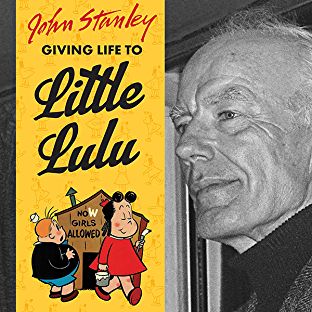 John Stanley
GIVING LIFE TO
Little
Lulu
NOW
GIRLS
ALLOWED